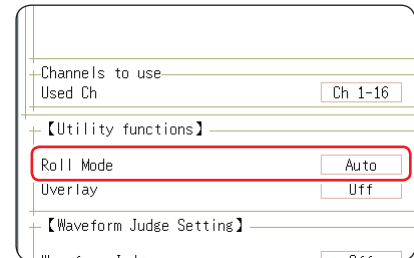 Channels to use
Used Ch Ch 1-16
【Utility functions】
Roll Mode Auto
Overlay Off
【Waveform Judge Setting】